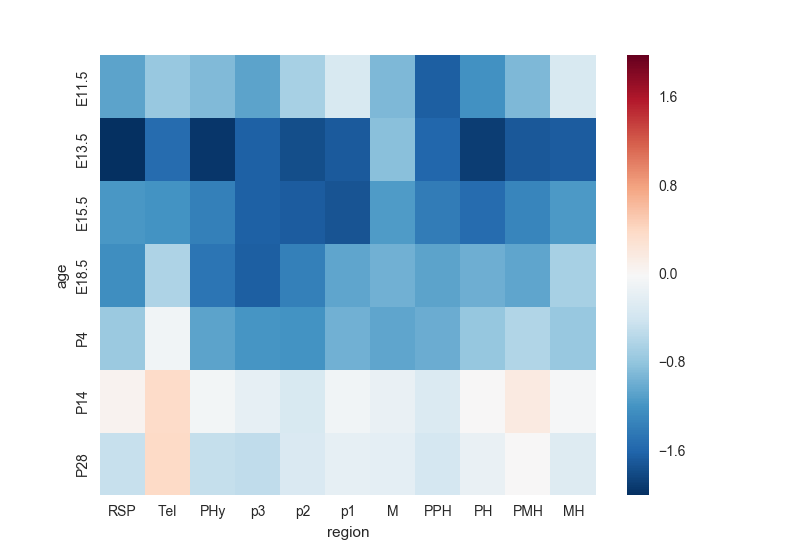 E11.5
E13.5
E15.5
E18.5
P4
P14
P28
age
RSP Tel PHy p3 p2 p1 M PPH PH PMH MH
region
1.6
0.8
0.0
−0.8
−1.6